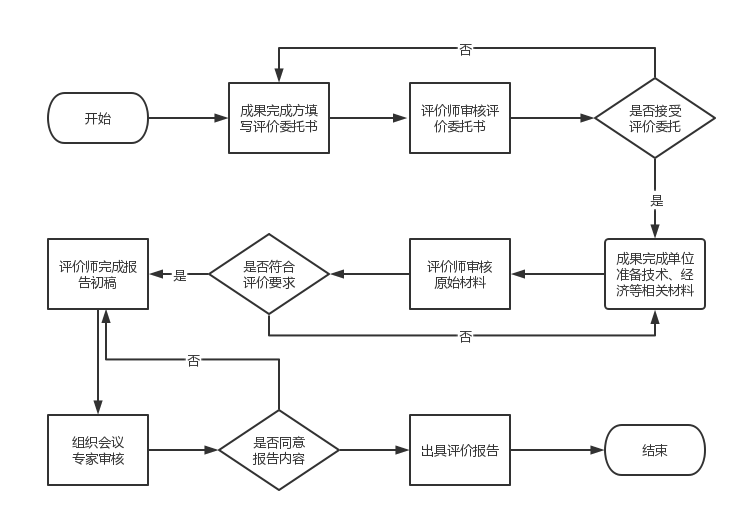 否
开始
成果完成方填
写评价委托书
评价师审核评
价委托书
是否接受
评价委托
是
评价师完成报
告初稿
是
是否符合
评价要求
评价师审核
原始材料
成果完成单位
准备技术、经
济等相关材料
否
否
组织会议
专家审核
是否同意
报告内容
出具评价报告
结束